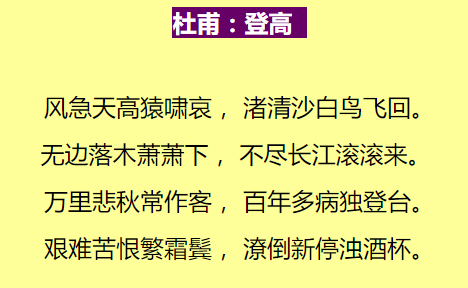 杜甫：登高
风急天高猿啸哀，渚清沙白鸟飞回。
无边落木萧萧下，不尽长江滚滚来。
万里悲秋常作客，百年多病独登台。
艰难苦恨繁霜鬓，潦倒新停浊酒杯。